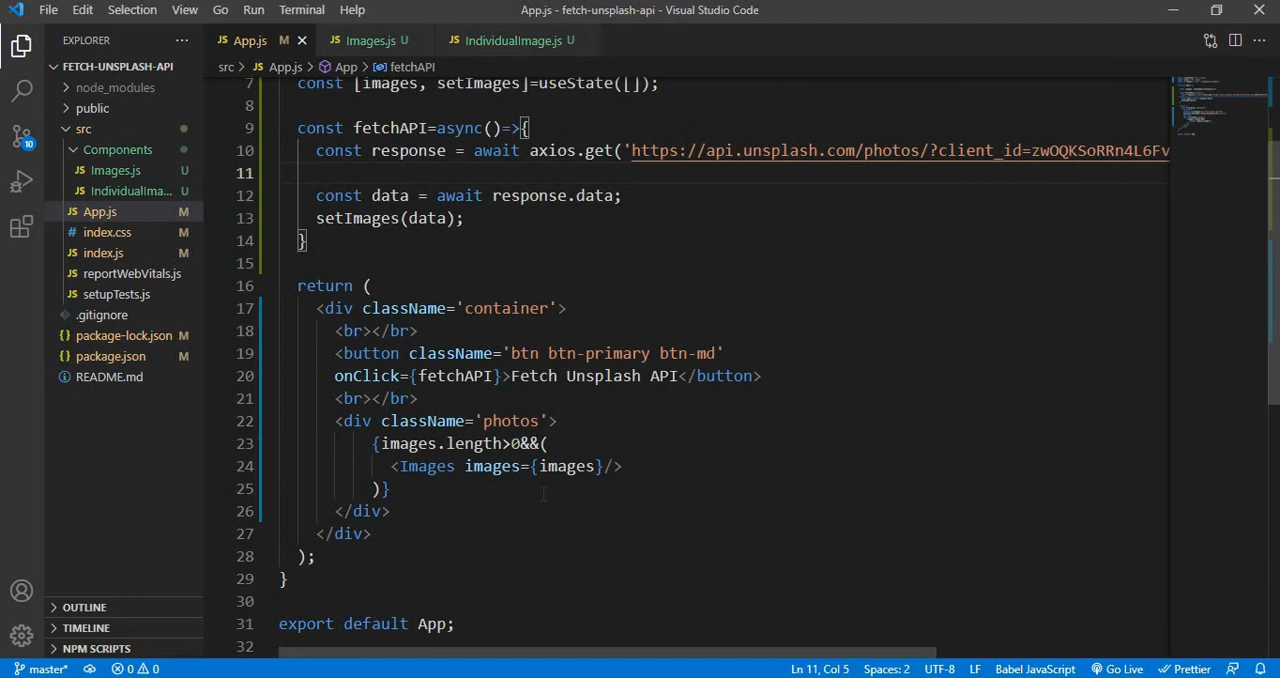 File Edit Selection View Go Run Terminal Help App.js - fetch-unsplash-api - Visual Studio Code
EXPLORER ··· JS App.js M JS Images.js U JS IndividualImage.js U ···
FETCH-UNSPLASH-API src > JS App.js > App > fetchAPI
node_modules
public
src
Components
JS Images.js U
JS IndividualIma... U
JS App.js M
JS index.css M
JS index.js M
JS reportWebVitals.js
JS setupTests.js
.gitignore
{} package-lock.json M
{} package.json M
README.md
10
OUTLINE
TIMELINE
NPM SCRIPTS
7 const [images, setImages]=useState([]);
8
9 const fetchAPI=async()=>{
10 const response = await axios.get('https://api.unsplash.com/photos/?client_id=zwOQKSoRRn4L6Fv
11
12 const data = await response.data;
13 setImages(data);
14 }
15
16 return (
17 <div className='container'>
18 <br></br>
19 <button className='btn btn-primary btn-md'
20 onClick={fetchAPI}>Fetch Unsplash API</button>
21 <br></br>
22 <div className='photos'>
23 {images.length>0&&(
24 <Images images={images}/>
25 )}
26 </div>
27 </div>
28 );
29 }
30
31 export default App;
32
master* 0 0 Ln 11, Col 5 Spaces: 2 UTF-8 LF Babel JavaScript Go Live Prettier